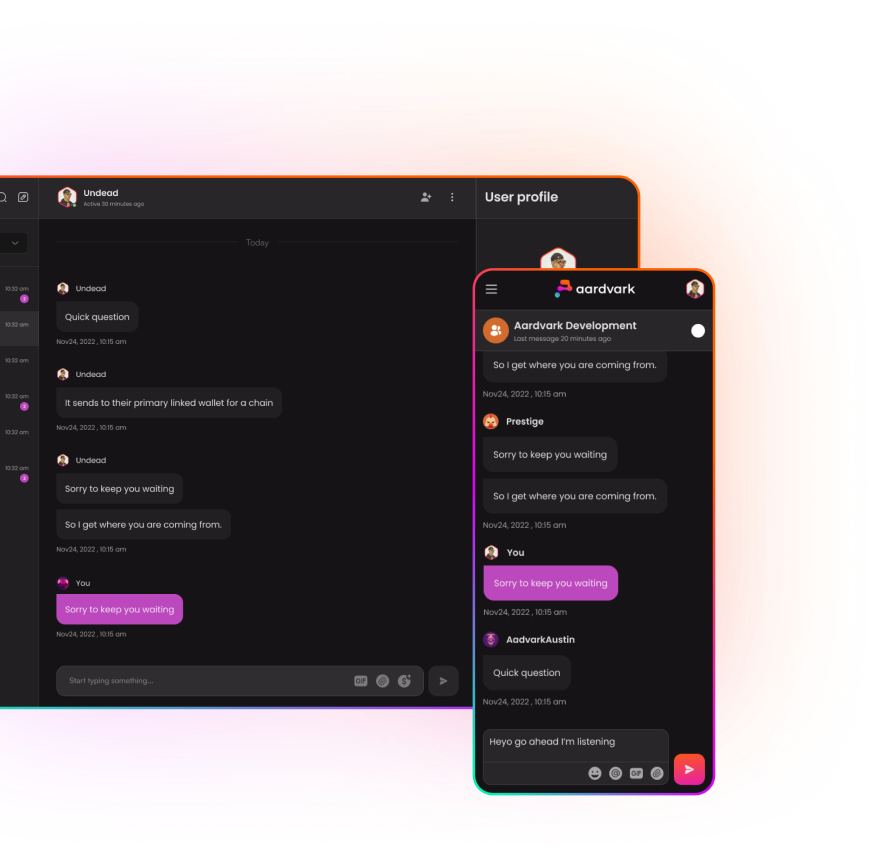 Undead
Active 30 minutes ago
User profile
Today
10:32 am
2
10:32 am
10:32 am
10:32 am
2
10:32 am
10:32 am
2
Undead
Quick question
Nov24, 2022 , 10:15 am
Undead
It sends to their primary linked wallet for a chain
Nov24, 2022 , 10:15 am
Undead
Sorry to keep you waiting
So I get where you are coming from.
Nov24, 2022 , 10:15 am
You
Sorry to keep you waiting
Nov24, 2022 , 10:15 am
Start typing something...
GIF
aardvark
Aardvark Development
Last message 20 minutes ago
So I get where you are coming from.
Nov24, 2022 , 10:15 am
Prestige
Sorry to keep you waiting
So I get where you are coming from.
Nov24, 2022 , 10:15 am
You
Sorry to keep you waiting
Nov24, 2022 , 10:15 am
AadvarkAustin
Quick question
Nov24, 2022 , 10:15 am
Heyo go ahead I'm listening
GIF